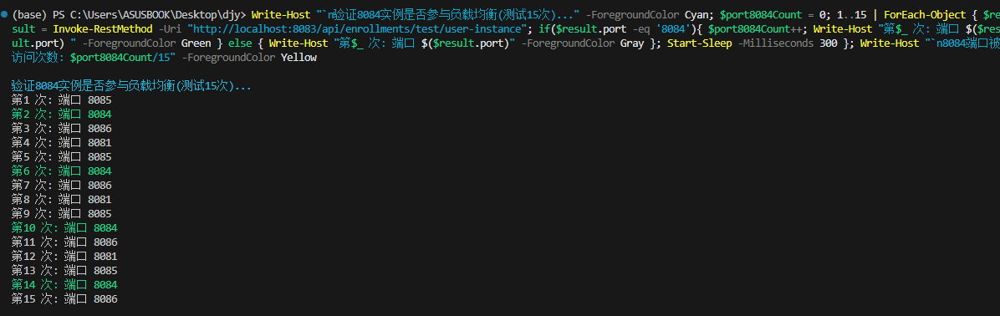 (base) PS C:\Users\ASUSBOOK\Desktop\djy> Write-Host "`n验证8084实例是否参与负载均衡(测试15次)..." -ForegroundColor Cyan; $port8084Count = 0; 1..15 | ForEach-Object { $re
sult = Invoke-RestMethod -Uri "http://localhost:8083/api/enrollments/test/user-instance"; if($result.port -eq '8084'){ $port8084Count++; Write-Host "第$_ 次: 端口 $($res
ult.port) " -ForegroundColor Green } else { Write-Host "第$_ 次: 端口 $($result.port)" -ForegroundColor Gray }; Start-Sleep -Milliseconds 300 }; Write-Host "`n8084端口被
访问次数: $port8084Count/15" -ForegroundColor Yellow
验证8084实例是否参与负载均衡(测试15次)...
第1 次: 端口 8085
第2 次: 端口 8084
第3 次: 端口 8086
第4 次: 端口 8081
第5 次: 端口 8085
第6 次: 端口 8084
第7 次: 端口 8086
第8 次: 端口 8081
第9 次: 端口 8085
第10 次: 端口 8084
第11 次: 端口 8086
第12 次: 端口 8081
第13 次: 端口 8085
第14 次: 端口 8084
第15 次: 端口 8086